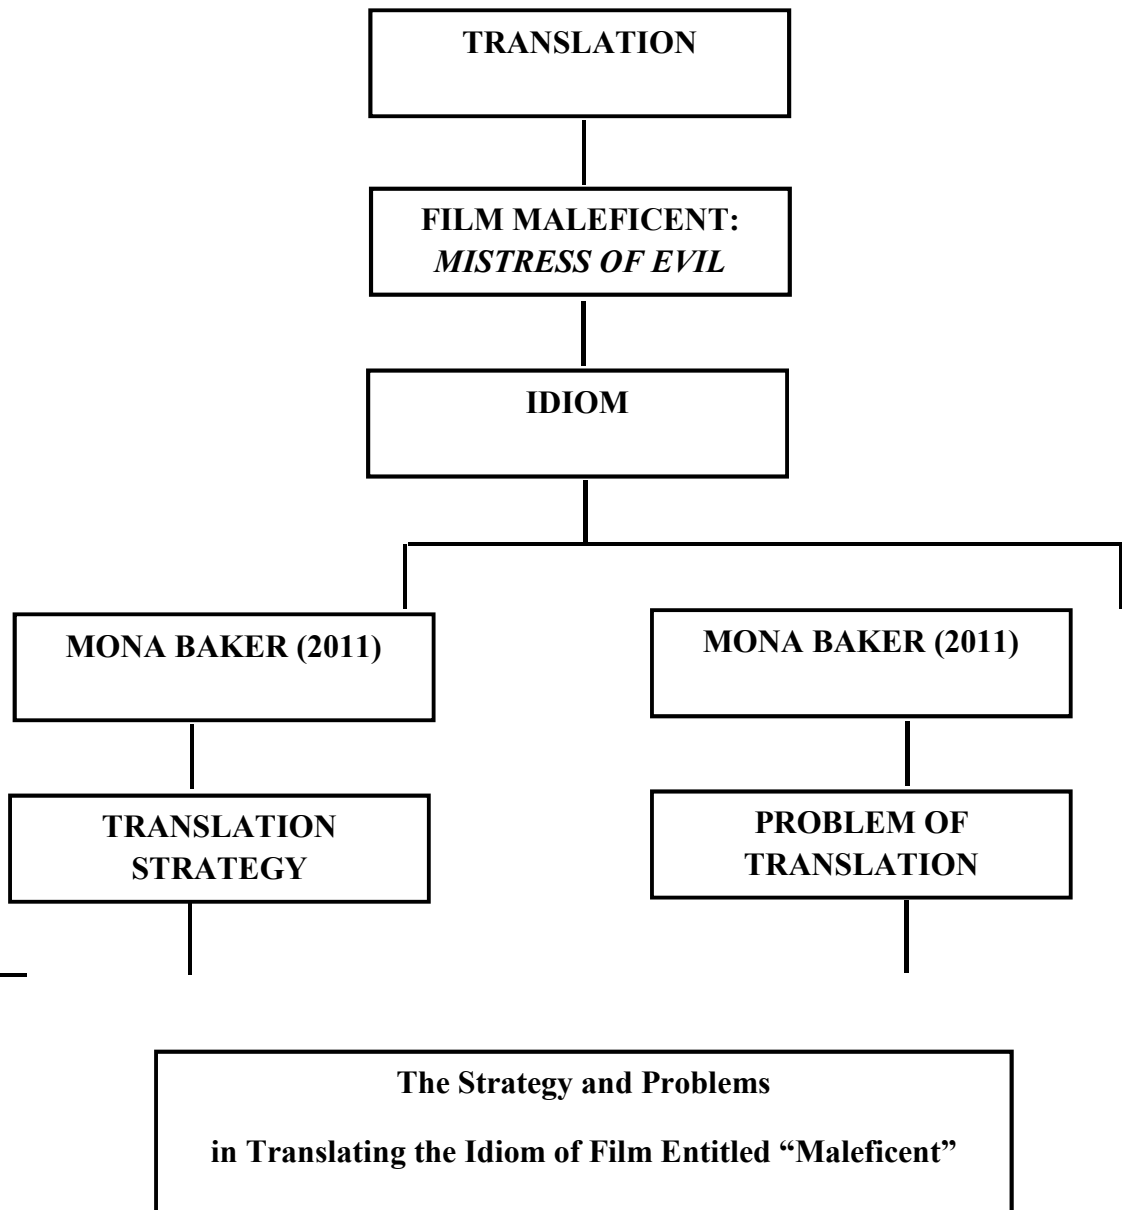 TRANSLATION
FILM MALEFICENT:
MISTRESS OF EVIL
IDIOM
MONA BAKER (2011)
MONA BAKER (2011)
TRANSLATION
STRATEGY
PROBLEM OF
TRANSLATION
The Strategy and Problems
in Translating the Idiom of Film Entitled “Maleficent”